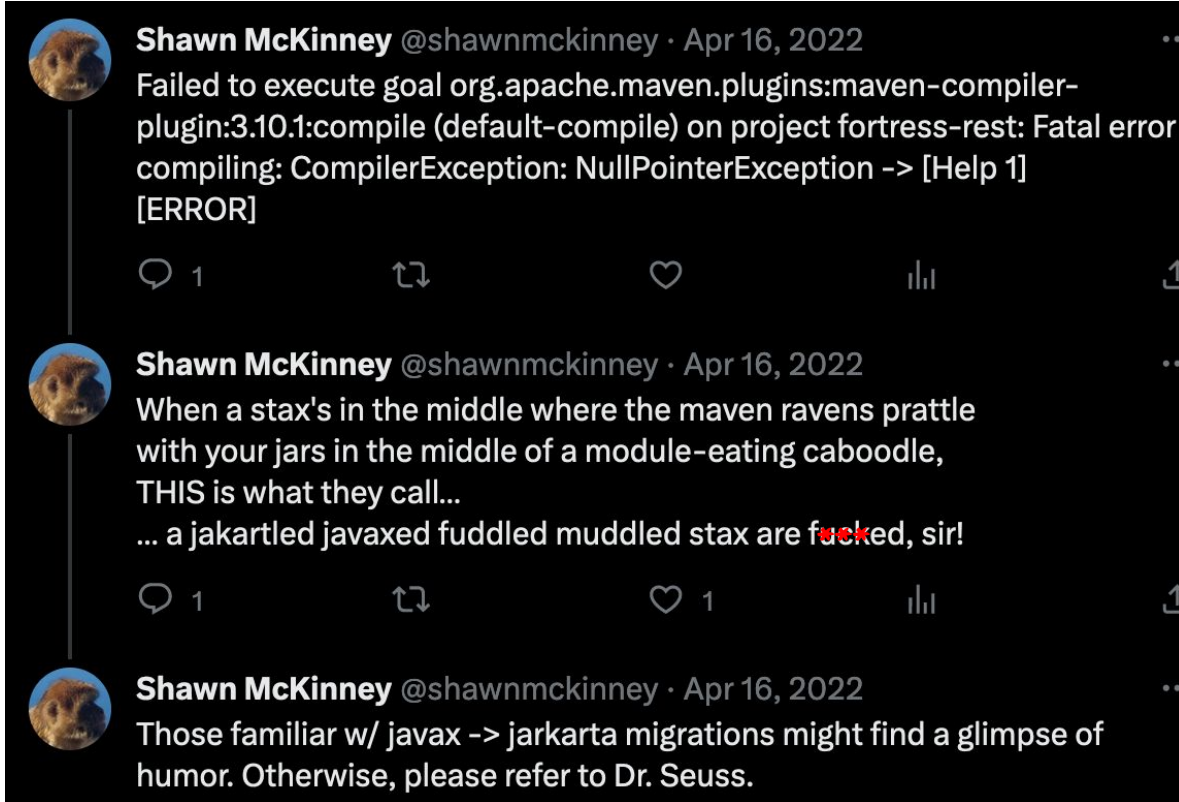 Shawn McKinney @shawnmckinney · Apr 16, 2022
Failed to execute goal org.apache.maven.plugins:maven-compiler-
plugin:3.10.1:compile (default-compile) on project fortress-rest: Fatal error
compiling: CompilerException: NullPointerException -> [Help 1]
[ERROR]
1
Shawn McKinney @shawnmckinney · Apr 16, 2022
When a stax's in the middle where the maven ravens prattle
with your jars in the middle of a module-eating caboodle,
THIS is what they call...
... a jakartled javaxed fuddled muddled stax are f***ed, sir!
1 1
Shawn McKinney @shawnmckinney · Apr 16, 2022
Those familiar w/ javax -> jarkarta migrations might find a glimpse of
humor. Otherwise, please refer to Dr. Seuss.